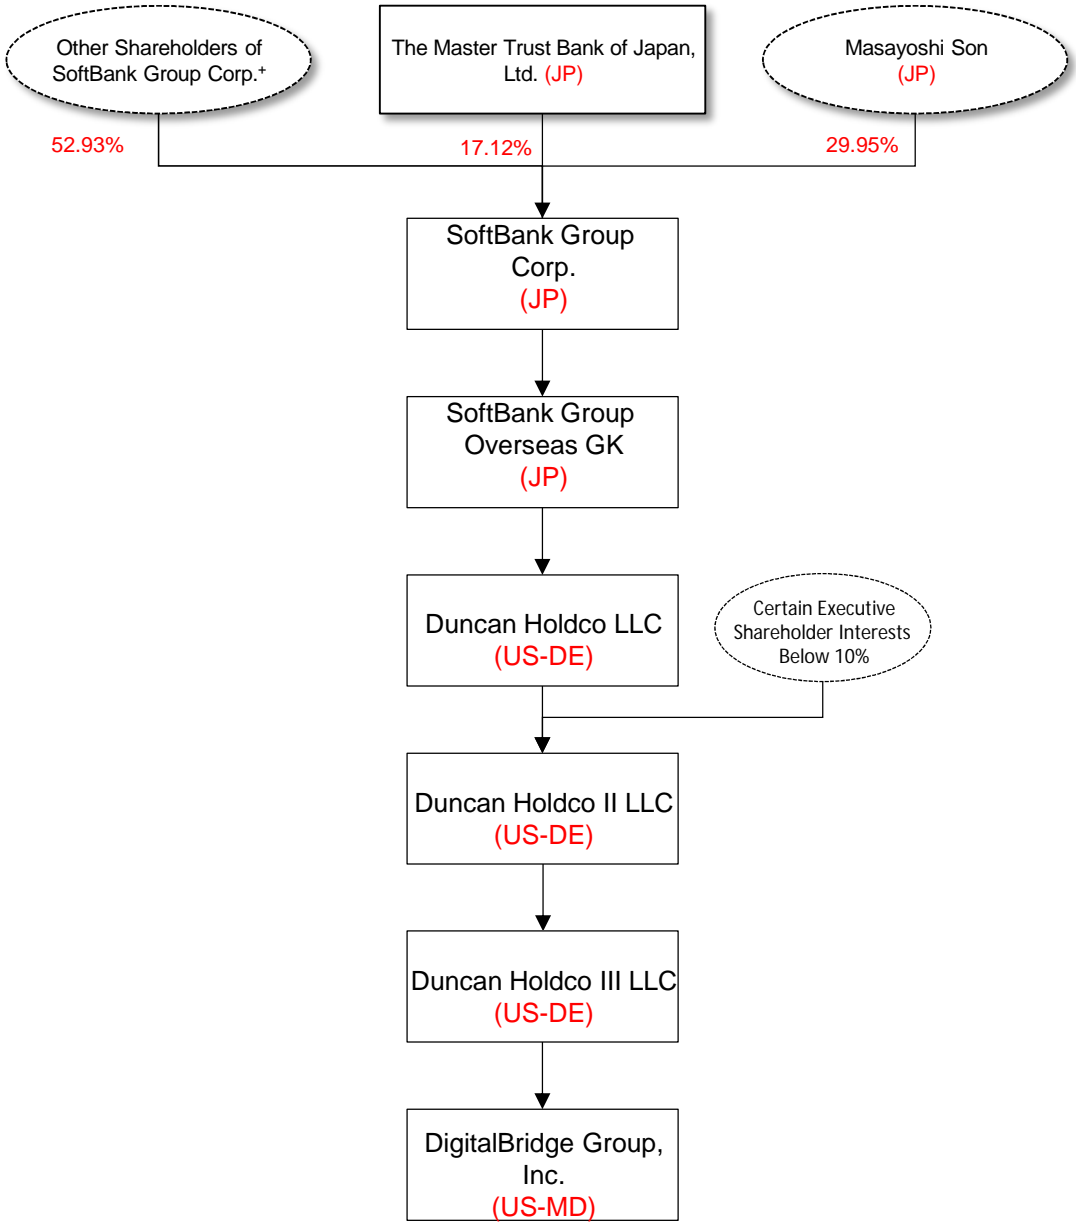 Other Shareholders of
SoftBank Group Corp.+
The Master Trust Bank of Japan,
Ltd. (JP)
Masayoshi Son
(JP)
52.93%
17.12%
29.95%
SoftBank Group
Corp.
(JP)
SoftBank Group
Overseas GK
(JP)
Duncan Holdco LLC
(US-DE)
Certain Executive
Shareholder Interests
Below 10%
Duncan Holdco II LLC
(US-DE)
Duncan Holdco III LLC
(US-DE)
DigitalBridge Group,
Inc.
(US-MD)